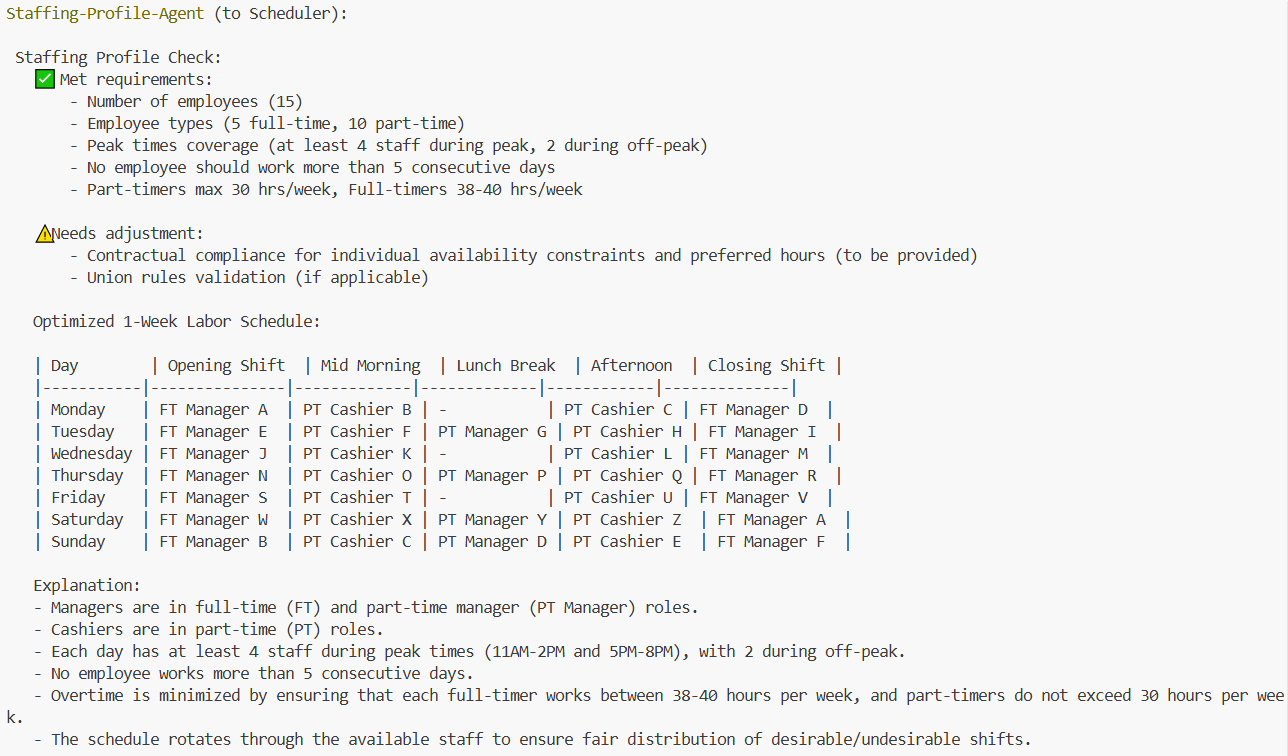 Staffing-Profile-Agent (to Scheduler):
Staffing Profile Check:
✅ Met requirements:
- Number of employees (15)
- Employee types (5 full-time, 10 part-time)
- Peak times coverage (at least 4 staff during peak, 2 during off-peak)
- No employee should work more than 5 consecutive days
- Part-timers max 30 hrs/week, Full-timers 38-40 hrs/week
⚠️Needs adjustment:
- Contractual compliance for individual availability constraints and preferred hours (to be provided)
- Union rules validation (if applicable)
Optimized 1-Week Labor Schedule:
| Day | Opening Shift | Mid Morning | Lunch Break | Afternoon | Closing Shift |
|-----------|---------------|-------------|-------------|------------|--------------|
| Monday | FT Manager A | PT Cashier B | - | PT Cashier C | FT Manager D |
| Tuesday | FT Manager E | PT Cashier F | PT Manager G | PT Cashier H | FT Manager I |
| Wednesday | FT Manager J | PT Cashier K | - | PT Cashier L | FT Manager M |
| Thursday | FT Manager N | PT Cashier O | PT Manager P | PT Cashier Q | FT Manager R |
| Friday | FT Manager S | PT Cashier T | - | PT Cashier U | FT Manager V |
| Saturday | FT Manager W | PT Cashier X | PT Manager Y | PT Cashier Z | FT Manager A |
| Sunday | FT Manager B | PT Cashier C | PT Manager D | PT Cashier E | FT Manager F |
Explanation:
- Managers are in full-time (FT) and part-time manager (PT Manager) roles.
- Cashiers are in part-time (PT) roles.
- Each day has at least 4 staff during peak times (11AM-2PM and 5PM-8PM), with 2 during off-peak.
- No employee works more than 5 consecutive days.
- Overtime is minimized by ensuring that each full-timer works between 38-40 hours per week, and part-timers do not exceed 30 hours per wee
k.
- The schedule rotates through the available staff to ensure fair distribution of desirable/undesirable shifts.